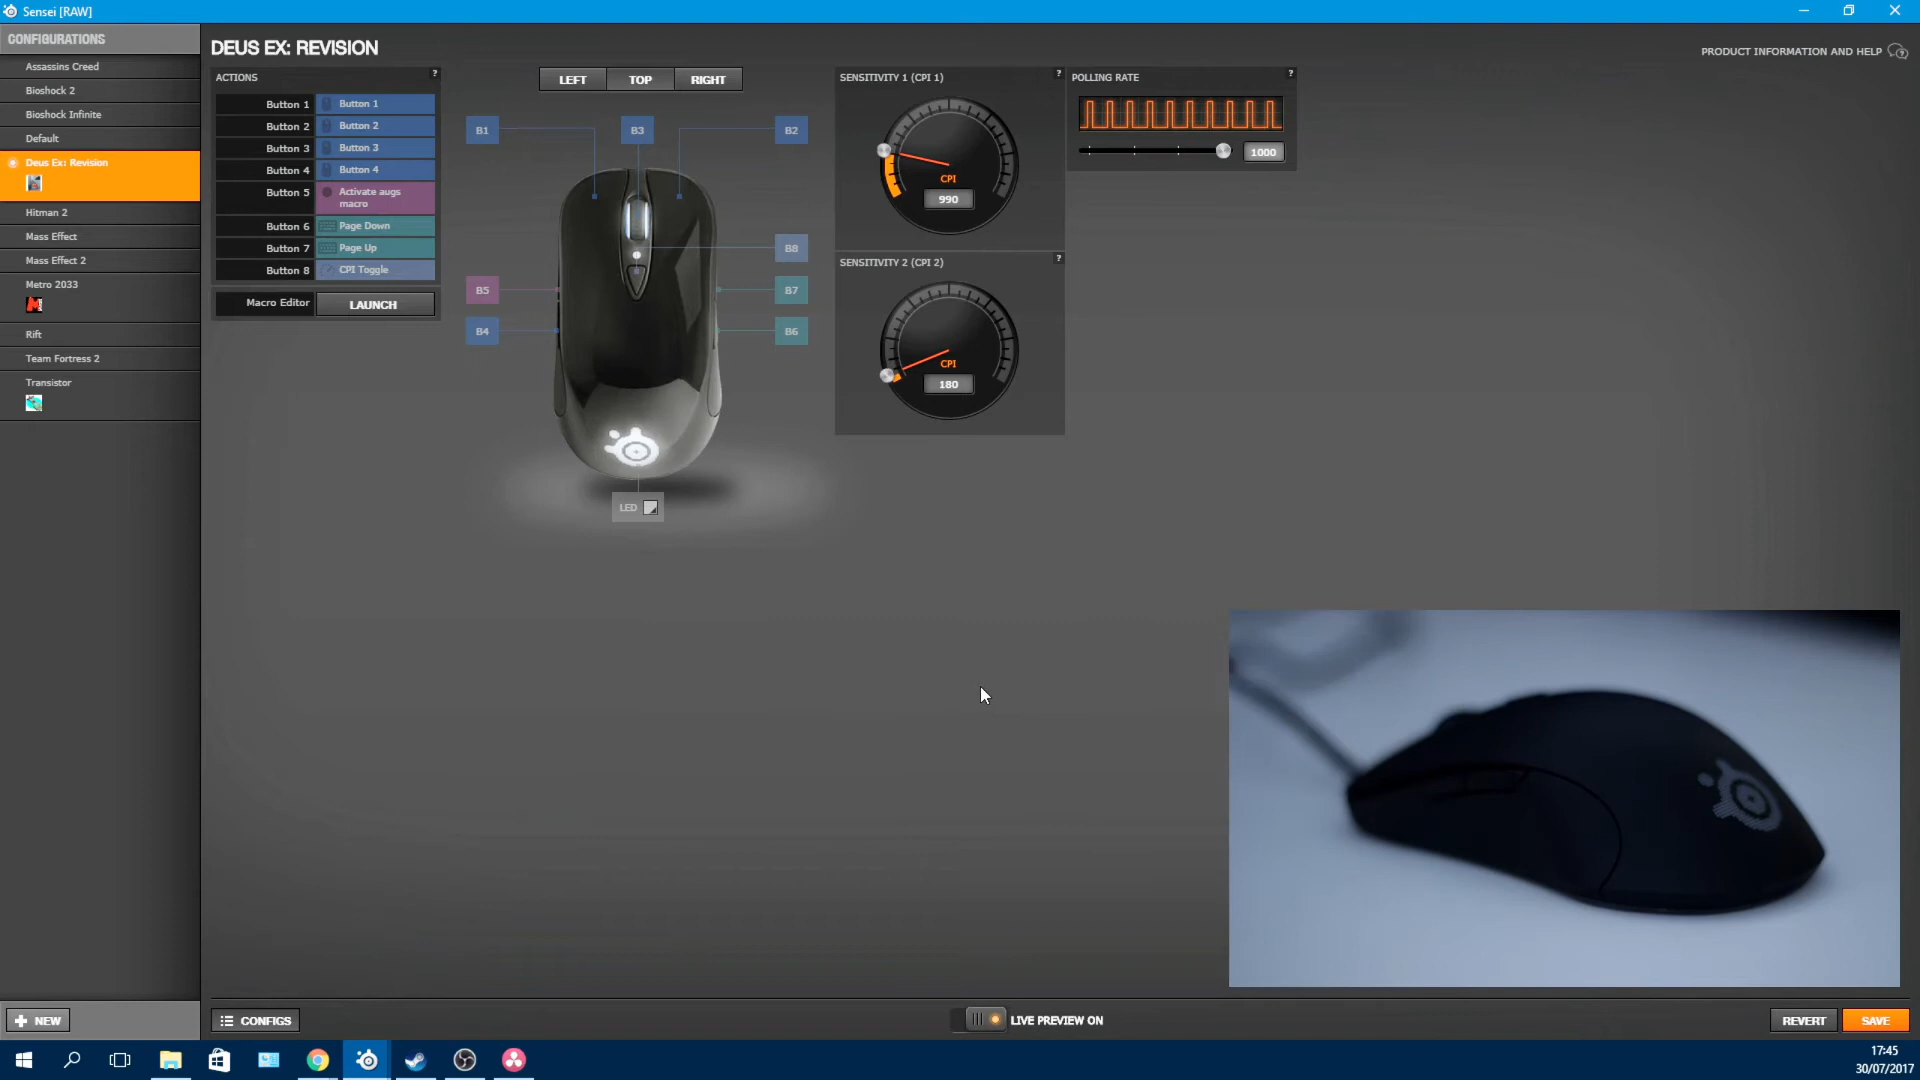 Sensei [RAW]
CONFIGURATIONS
Assassins Creed
Bioshock 2
Bioshock Infinite
Default
Deus Ex: Revision
Hitman 2
Mass Effect
Mass Effect 2
Metro 2033
Rift
Team Fortress 2
Transistor
NEW
DEUS EX: REVISION
PRODUCT INFORMATION AND HELP
ACTIONS ?
Button 1 Button 1
Button 2 Button 2
Button 3 Button 3
Button 4 Button 4
Button 5 Activate augs
macro
Button 6 Page Down
Button 7 Page Up
Button 8 CPI Toggle
Macro Editor LAUNCH
LEFT TOP RIGHT
B1 B3 B2
B8
B5 B7
B4 B6
LED
SENSITIVITY 1 (CPI 1) ?
CPI
990
SENSITIVITY 2 (CPI 2) ?
CPI
180
POLLING RATE ?
1000
CONFIGS
LIVE PREVIEW ON
REVERT SAVE
17:45
30/07/2017